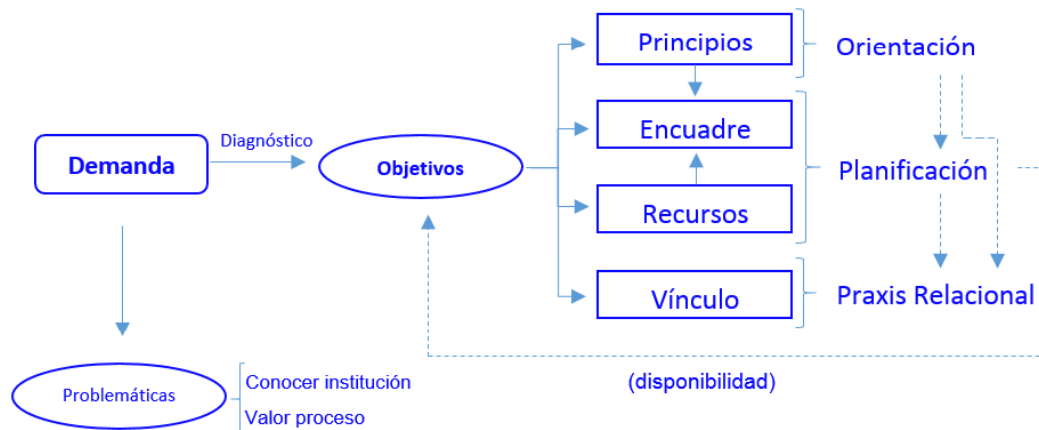 Principios
Orientación
Diagnóstico
Encuadre
Demanda
Objetivos
Planificación
Recursos
Vínculo
Praxis Relacional
Problemáticas
Conocer institución
Valor proceso
(disponibilidad)